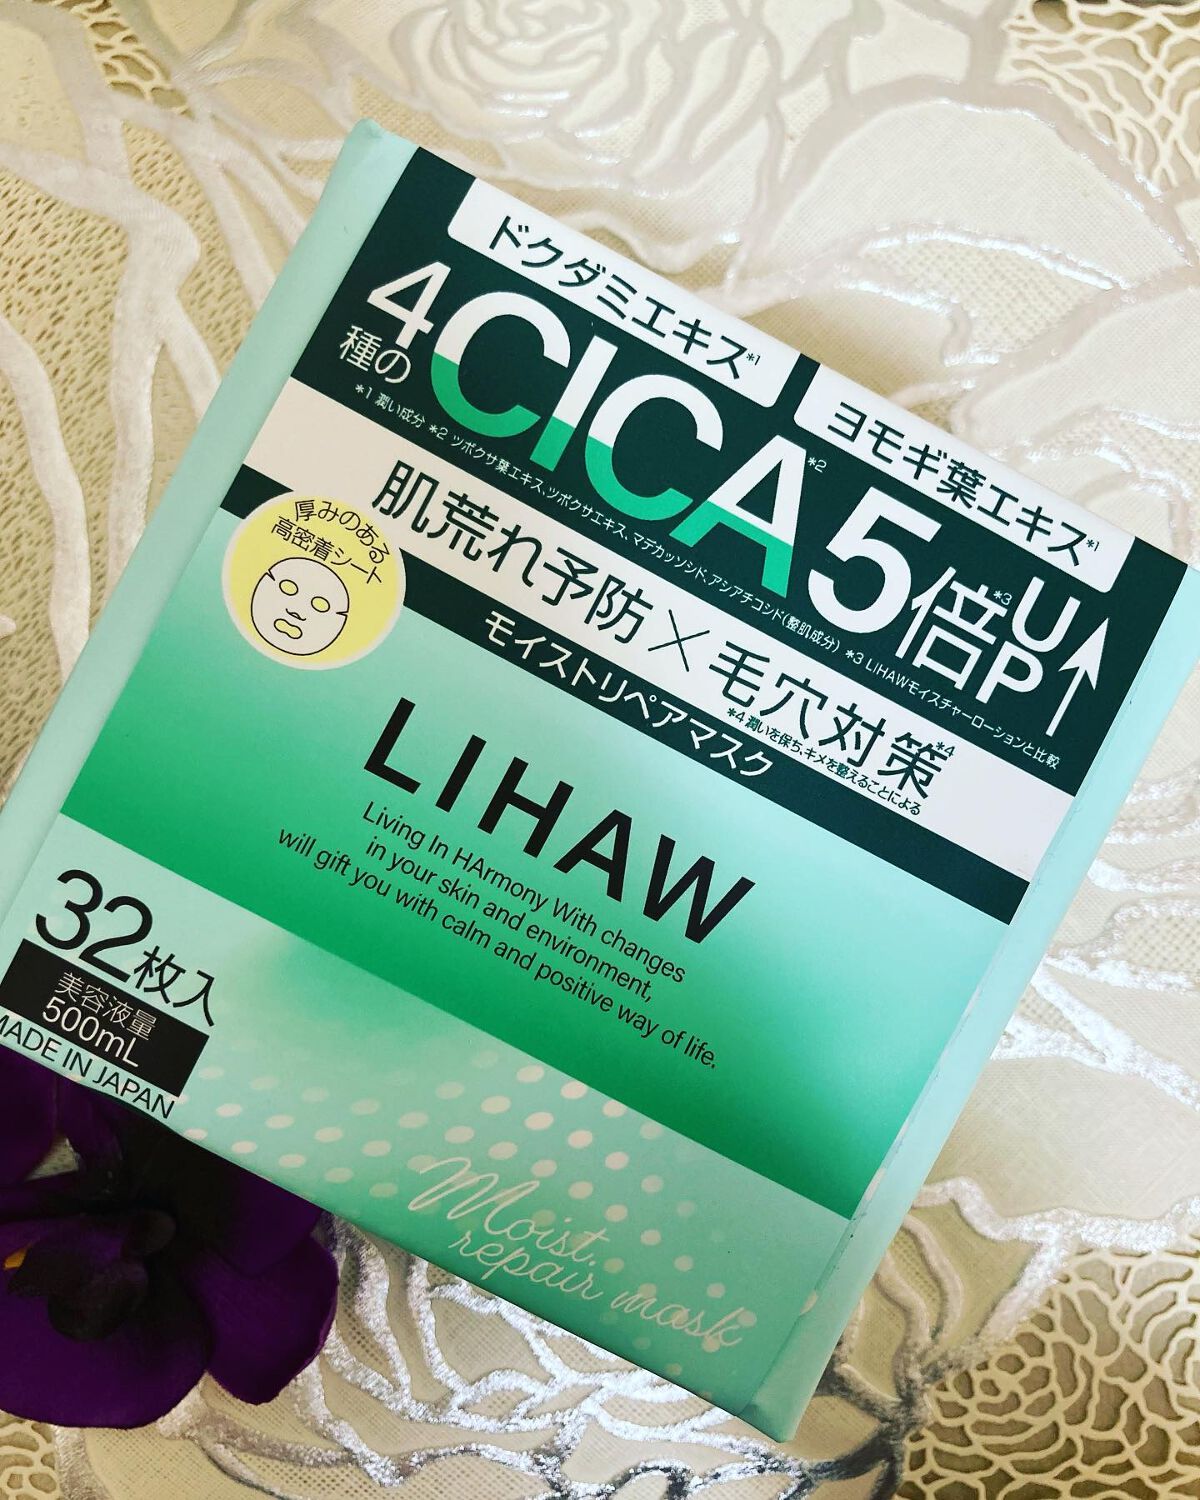 ドクダミエキス*1
ヨモギ葉エキス*1
4種のCICA*2 5倍*3UP↑
*1 潤い成分 *2 ツボクサ葉エキス、ツボクサエキス、マデカッソシド、アシアチコシド(整肌成分) *3 LIHAWモイスチャーローションと比較
肌荒れ予防×毛穴対策*4
*4 潤いを保ち、キメを整えることによる
モイストリペアマスク
厚みのある
高密着シート
LIHAW
Living In HArmony With changes
in your skin and environment,
will gift you with calm and positive way of life.
32枚入
美容液量
500mL
MADE IN JAPAN
Moist.
repair mask